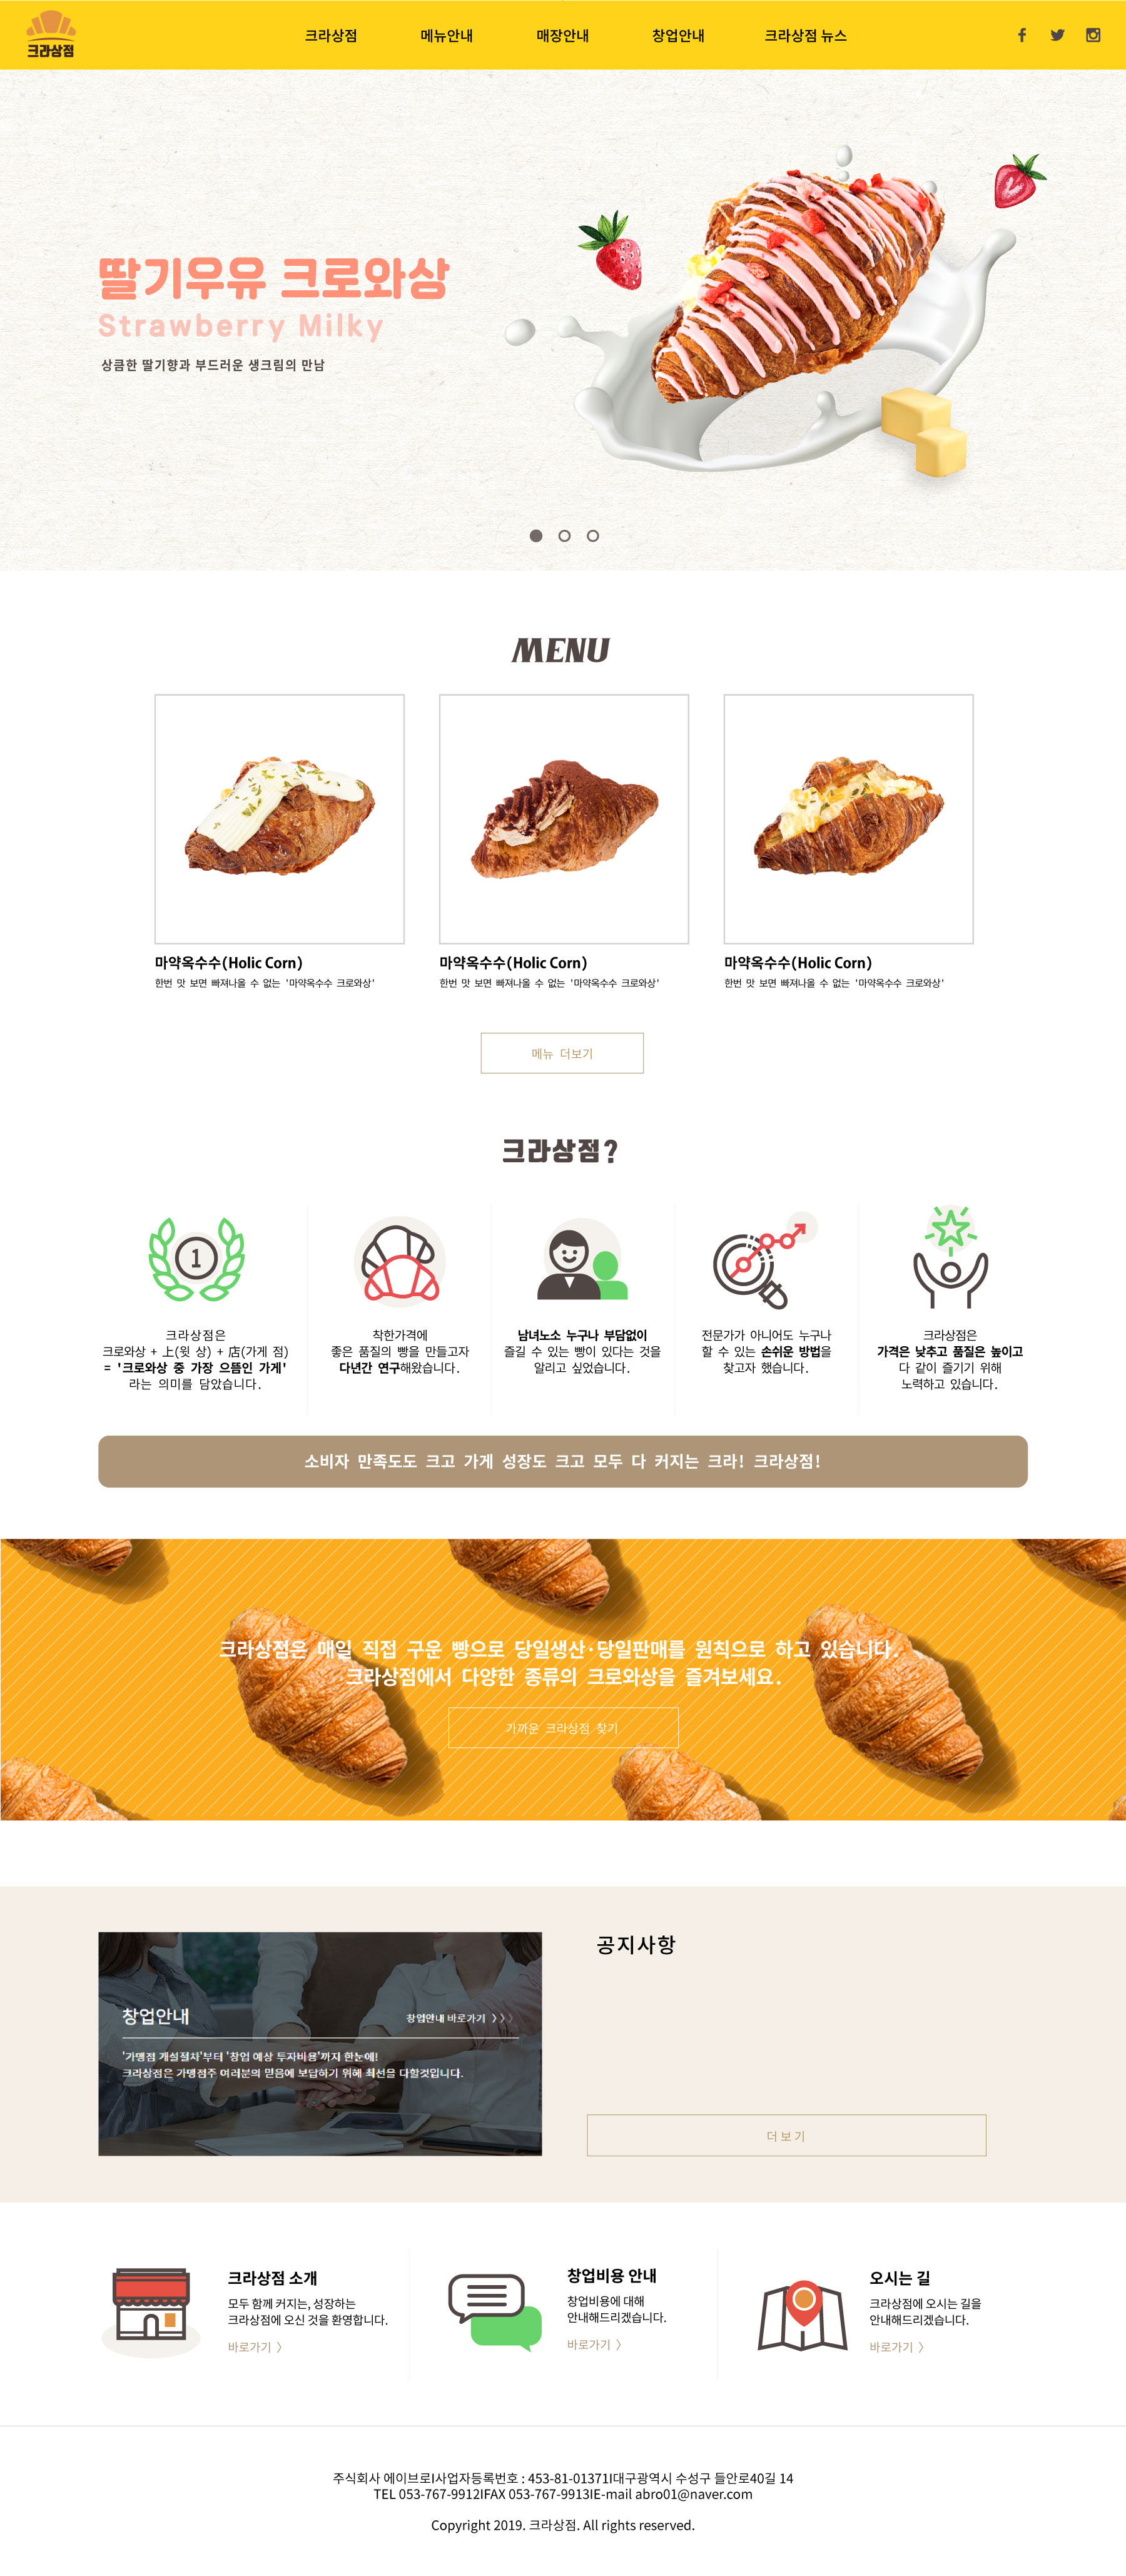 크라상점
크라상점 메뉴안내 매장안내 창업안내 크라상점 뉴스
딸기우유 크로와상
Strawberry Milky
상큼한 딸기향과 부드러운 생크림의 만남
MENU
마약옥수수(Holic Corn)
한번 맛 보면 빠져나올 수 없는 '마약옥수수 크로와상'
마약옥수수(Holic Corn)
한번 맛 보면 빠져나올 수 없는 '마약옥수수 크로와상'
마약옥수수(Holic Corn)
한번 맛 보면 빠져나올 수 없는 '마약옥수수 크로와상'
메뉴 더보기
크라상점?
1
크라상점은
크로와상 + 上(윗 상) + 店(가게 점)
= '크로와상 중 가장 으뜸인 가게'
라는 의미를 담았습니다.
착한가격에
좋은 품질의 빵을 만들고자
다년간 연구해왔습니다.
남녀노소 누구나 부담없이
즐길 수 있는 빵이 있다는 것을
알리고 싶었습니다.
전문가가 아니어도 누구나
할 수 있는 손쉬운 방법을
찾고자 했습니다.
크라상점은
가격은 낮추고 품질은 높이고
다 같이 즐기기 위해
노력하고 있습니다.
소비자 만족도도 크고 가게 성장도 크고 모두 다 커지는 크라! 크라상점!
크라상점은 매일 직접 구운 빵으로 당일생산·당일판매를 원칙으로 하고 있습니다.
크라상점에서 다양한 종류의 크로와상을 즐겨보세요.
가까운 크라상점 찾기
창업안내
창업안내 바로가기 〉〉〉
'가맹점 개설절차'부터 '창업 예상 투자비용'까지 한눈에!
크라상점은 가맹점주 여러분의 믿음에 보답하기 위해 최선을 다할것입니다.
공지사항
더보기
크라상점 소개
모두 함께 커지는, 성장하는
크라상점에 오신 것을 환영합니다.
바로가기 〉
창업비용 안내
창업비용에 대해
안내해드리겠습니다.
바로가기 〉
오시는 길
크라상점에 오시는 길을
안내해드리겠습니다.
바로가기 〉
주식회사 에이브로I사업자등록번호 : 453-81-01371I대구광역시 수성구 들안로40길 14
TEL 053-767-9912IFAX 053-767-9913IE-mail abro01@naver.com
Copyright 2019. 크라상점. All rights reserved.